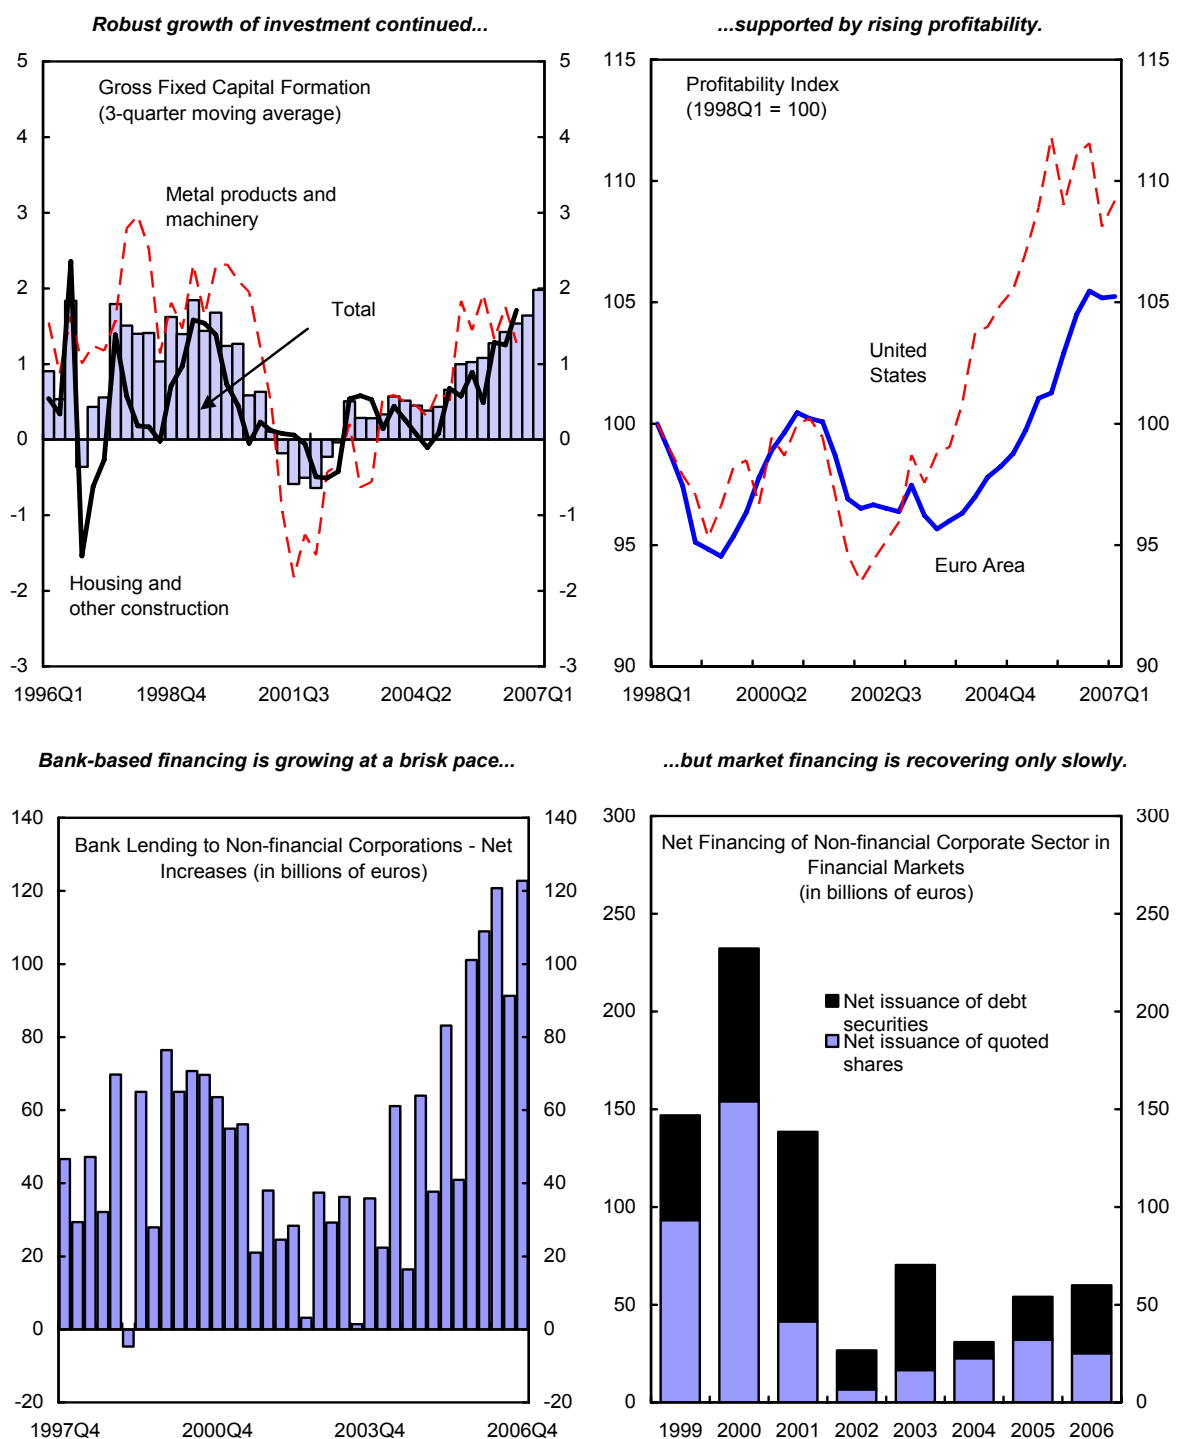 Robust growth of investment continued...
5
5
4
4
3
3
2
2
1
1
0
0
-1
-1
-2
-2
-3
-3
Gross Fixed Capital Formation
(3-quarter moving average)
Metal products and
machinery
Total
Housing and
other construction
1996Q1
1998Q4
2001Q3
2004Q2
2007Q1
...supported by rising profitability.
115
115
110
110
105
105
100
100
95
95
90
90
Profitability Index
(1998Q1 = 100)
United
States
Euro Area
1998Q1
2000Q2
2002Q3
2004Q4
2007Q1
Bank-based financing is growing at a brisk pace...
140
140
120
120
100
100
80
80
60
60
40
40
20
20
0
0
-20
-20
Bank Lending to Non-financial Corporations - Net
Increases (in billions of euros)
1997Q4
2000Q4
2003Q4
2006Q4
...but market financing is recovering only slowly.
300
300
250
250
200
200
150
150
100
100
50
50
0
0
Net Financing of Non-financial Corporate Sector in
Financial Markets
(in billions of euros)
Net issuance of debt
securities
Net issuance of quoted
shares
1999 2000 2001 2002 2003 2004 2005 2006